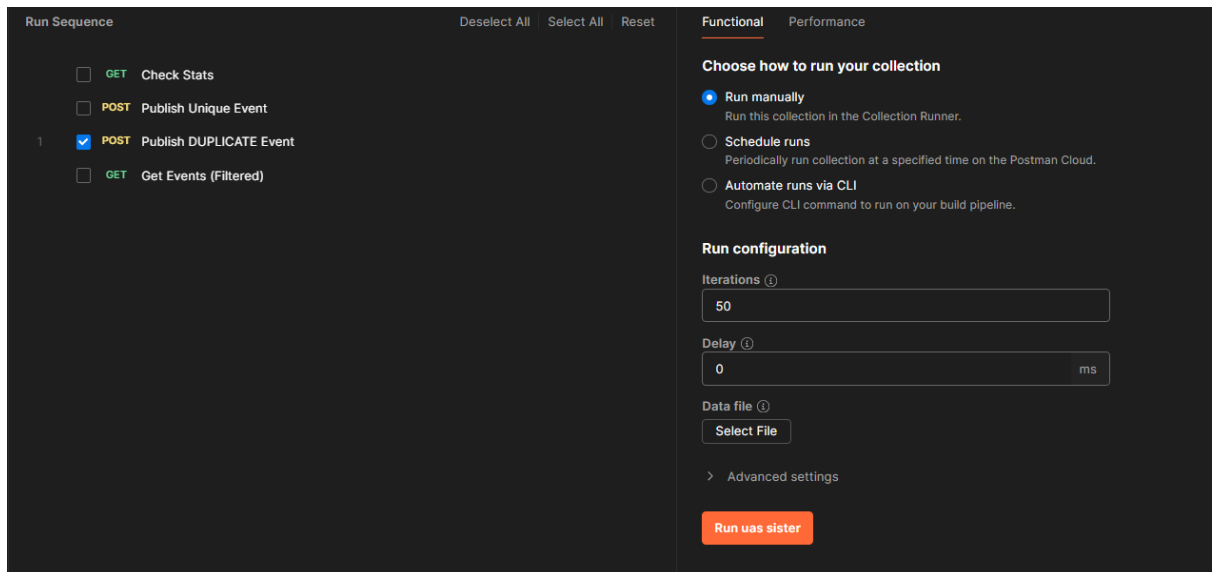 Run Sequence
Deselect All
Select All
Reset
GET Check Stats
POST Publish Unique Event
1 POST Publish DUPLICATE Event
GET Get Events (Filtered)
Functional
Performance
Choose how to run your collection
Run manually
Run this collection in the Collection Runner.
Schedule runs
Periodically run collection at a specified time on the Postman Cloud.
Automate runs via CLI
Configure CLI command to run on your build pipeline.
Run configuration
Iterations
50
Delay
0 ms
Data file
Select File
Advanced settings
Run uas sister